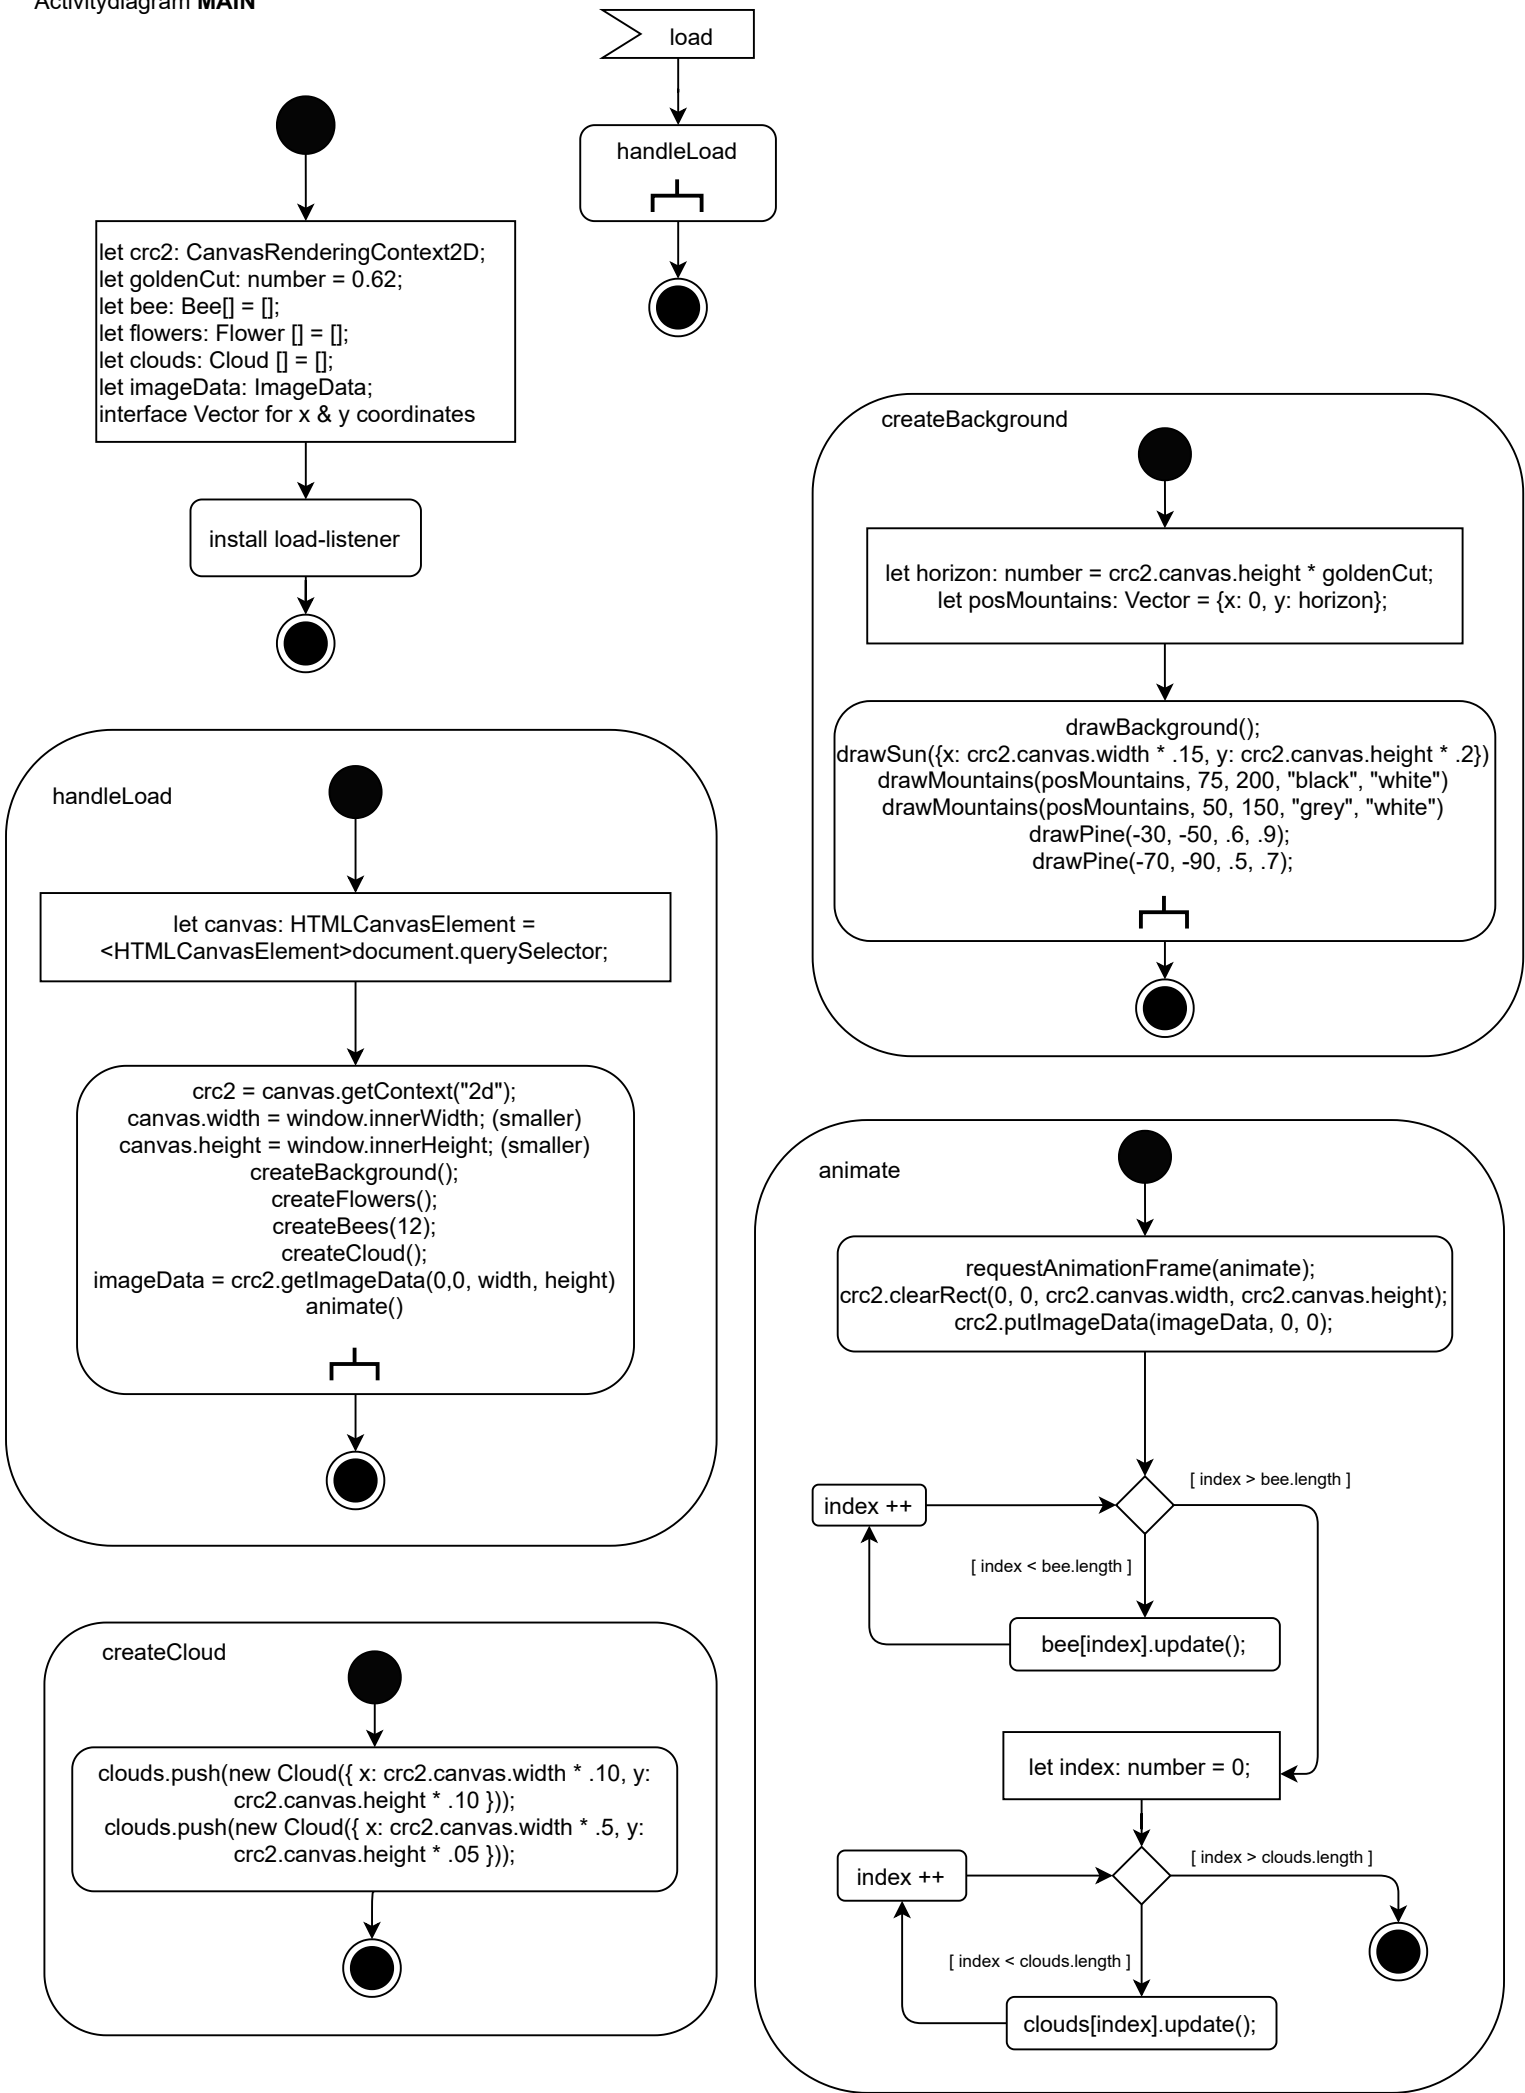 Activitydiagram MAIN
load
handleLoad
let crc2: CanvasRenderingContext2D;
let goldenCut: number = 0.62;
let bee: Bee[] = [];
let flowers: Flower [] = [];
let clouds: Cloud [] = [];
let imageData: ImageData;
interface Vector for x & y coordinates
install load-listener
createBackground
let horizon: number = crc2.canvas.height * goldenCut;
let posMountains: Vector = {x: 0, y: horizon};
drawBackground();
drawSun({x: crc2.canvas.width * .15, y: crc2.canvas.height * .2})
drawMountains(posMountains, 75, 200, "black", "white")
drawMountains(posMountains, 50, 150, "grey", "white")
drawPine(-30, -50, .6, .9);
drawPine(-70, -90, .5, .7);
handleLoad
let canvas: HTMLCanvasElement =
<HTMLCanvasElement>document.querySelector;
crc2 = canvas.getContext("2d");
canvas.width = window.innerWidth; (smaller)
canvas.height = window.innerHeight; (smaller)
createBackground();
createFlowers();
createBees(12);
createCloud();
imageData = crc2.getImageData(0,0, width, height)
animate()
animate
requestAnimationFrame(animate);
crc2.clearRect(0, 0, crc2.canvas.width, crc2.canvas.height);
crc2.putImageData(imageData, 0, 0);
[ index > bee.length ]
index ++
[ index < bee.length ]
bee[index].update();
let index: number = 0;
[ index > clouds.length ]
index ++
[ index < clouds.length ]
clouds[index].update();
createCloud
clouds.push(new Cloud({ x: crc2.canvas.width * .10, y:
crc2.canvas.height * .10 }));
clouds.push(new Cloud({ x: crc2.canvas.width * .5, y:
crc2.canvas.height * .05 }));